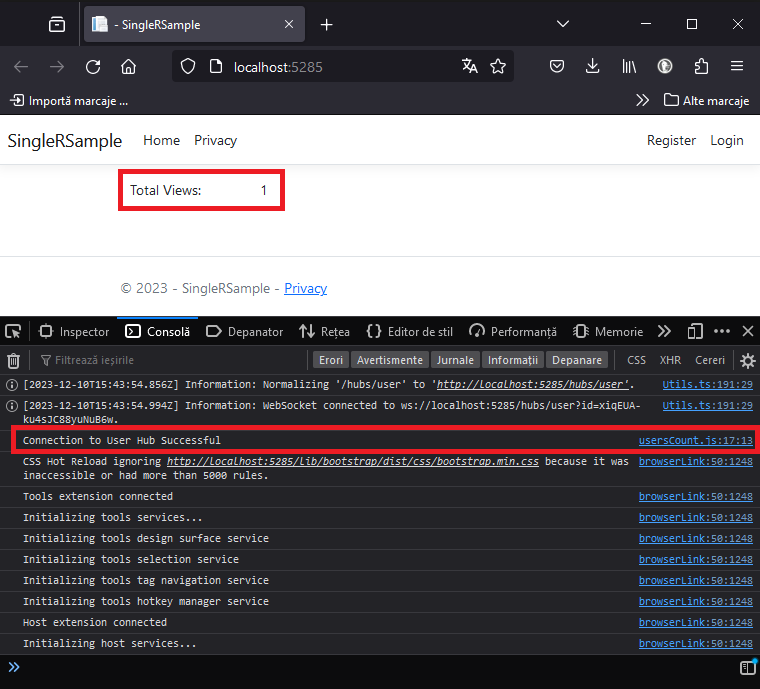 - SingleRSample
localhost:5285
Importă marcaje ...
Alte marcaje
SingleRSample Home Privacy Register Login
Total Views: 1
© 2023 - SingleRSample - Privacy
Inspector Consolă Depanator Rețea Editor de stil Performanță Memorie
Filtrează ieșirile Erori Avertismente Jurnale Informații Depanare CSS XHR Cereri
[2023-12-10T15:43:54.856Z] Information: Normalizing '/hubs/user' to 'http://localhost:5285/hubs/user'. Utils.ts:191:29
[2023-12-10T15:43:54.994Z] Information: WebSocket connected to ws://localhost:5285/hubs/user?id=xiqEUA- Utils.ts:191:29
ku4sJC88yuNuB6w.
Connection to User Hub Successful usersCount.js:17:13
CSS Hot Reload ignoring http://localhost:5285/lib/bootstrap/dist/css/bootstrap.min.css because it was browserLink:50:1248
inaccessible or had more than 5000 rules.
Tools extension connected browserLink:50:1248
Initializing tools services... browserLink:50:1248
Initializing tools design surface service browserLink:50:1248
Initializing tools selection service browserLink:50:1248
Initializing tools tag navigation service browserLink:50:1248
Initializing tools hotkey manager service browserLink:50:1248
Host extension connected browserLink:50:1248
Initializing host services... browserLink:50:1248